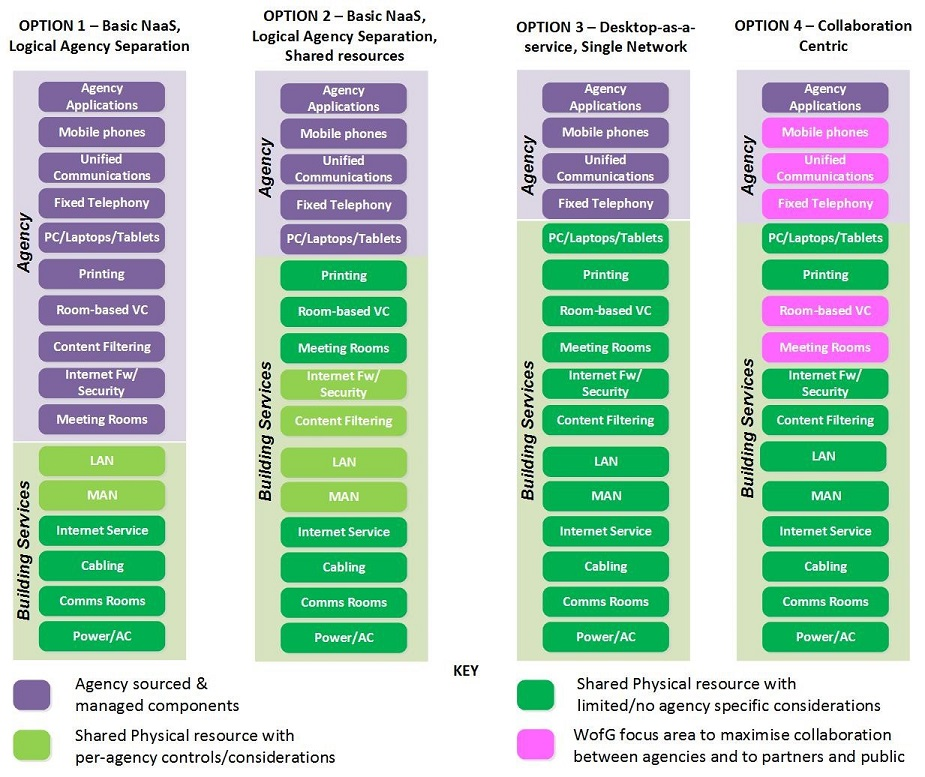 OPTION 1 – Basic NaaS,
Logical Agency Separation
Agency
Agency
Applications
Mobile phones
Unified
Communications
Fixed Telephony
PC/Laptops/Tablets
Printing
Room-based VC
Content Filtering
Internet Fw/
Security
Meeting Rooms
Building Services
LAN
MAN
Internet Service
Cabling
Comms Rooms
Power/AC
OPTION 2 – Basic NaaS,
Logical Agency Separation,
Shared resources
Agency
Agency
Applications
Mobile phones
Unified
Communications
Fixed Telephony
PC/Laptops/Tablets
Building Services
Printing
Room-based VC
Meeting Rooms
Internet Fw/
Security
Content Filtering
LAN
MAN
Internet Service
Cabling
Comms Rooms
Power/AC
OPTION 3 – Desktop-as-a-
service, Single Network
Agency
Agency
Applications
Mobile phones
Unified
Communications
Fixed Telephony
Building Services
PC/Laptops/Tablets
Printing
Room-based VC
Meeting Rooms
Internet Fw/
Security
Content Filtering
LAN
MAN
Internet Service
Cabling
Comms Rooms
Power/AC
OPTION 4 – Collaboration
Centric
Agency
Agency
Applications
Mobile phones
Unified
Communications
Fixed Telephony
Building Services
PC/Laptops/Tablets
Printing
Room-based VC
Meeting Rooms
Internet Fw/
Security
Content Filtering
LAN
MAN
Internet Service
Cabling
Comms Rooms
Power/AC
KEY
Agency sourced &
managed components
Shared Physical resource with
per-agency controls/considerations
Shared Physical resource with
limited/no agency specific considerations
WofG focus area to maximise collaboration
between agencies and to partners and public